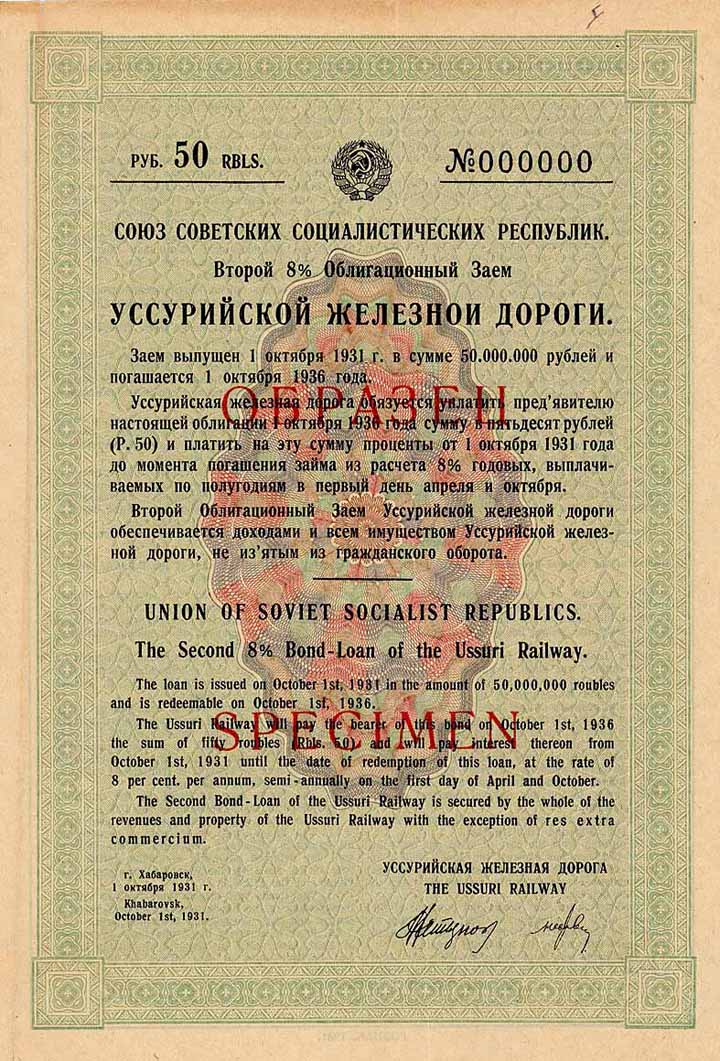 РУБ. 50 RBLS.
№000000
СОЮЗ СОВЕТСКИХ СОЦИАЛИСТИЧЕСКИХ РЕСПУБЛИК.
Второй 8% Облигационный Заем
УССУРИЙСКОЙ ЖЕЛЕЗНОИ ДОРОГИ.
Заем выпущен 1 октября 1931 г. в сумме 50.000.000 рублей и
погашается 1 октября 1936 года.
ОБРАЗЕЦ
Уссурийская железная дорога обязуется уплатить пред'явителю
настоящей облигации 1 октября 1936 года сумму в пятьдесят рублей
(Р. 50) и платить на эту сумму проценты от 1 октября 1931 года
до момента погашения займа из расчета 8% годовых, выплачи-
ваемых по полугодиям в первый день апреля и октября.
Второй Облигационный Заем Уссурийской железной дороги
обеспечивается доходами и всем имуществом Уссурийской желез-
ной дороги, не из'ятым из гражданского оборота.
UNION OF SOVIET SOCIALIST REPUBLICS.
The Second 8% Bond-Loan of the Ussuri Railway.
The loan is issued on October 1st, 1931 in the amount of 50,000,000 roubles
and is redeemable on October 1st, 1936.
SPECIMEN
The Ussuri Railway will pay the bearer of this bond on October 1st, 1936
the sum of fifty roubles (Rbls. 50) and will pay interest thereon from
October 1st, 1931 until the date of redemption of this loan, at the rate of
8 per cent. per annum, semi-annually on the first day of April and October.
The Second Bond-Loan of the Ussuri Railway is secured by the whole of the
revenues and property of the Ussuri Railway with the exception of res extra
commercium.
г. Хабаровск,
1 октября 1931 г.
Khabarovsk,
October 1st, 1931.
УССУРИЙСКАЯ ЖЕЛЕЗНАЯ ДОРОГА
THE USSURI RAILWAY